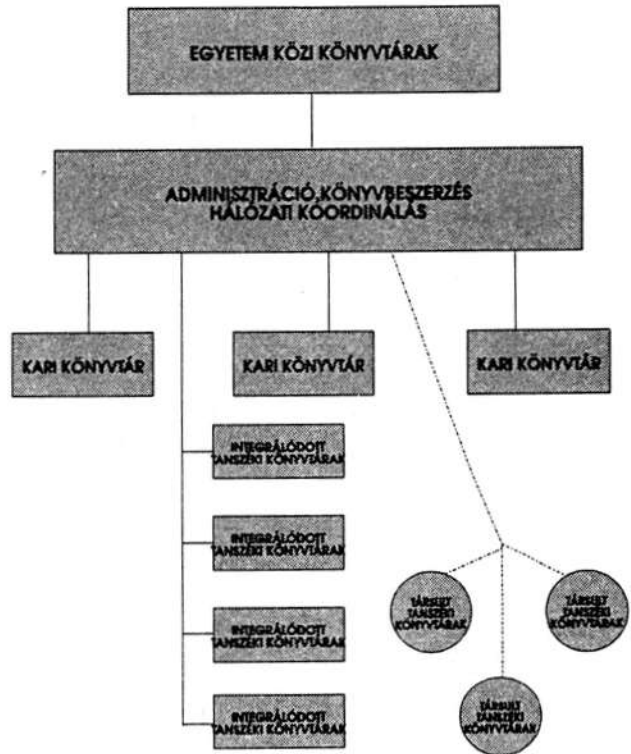 EGYETEM KÖZI KÖNYVTÁRAK
ADMINISZTRÁCIÓ,KÖNYVBESZERZÉS
HÁLÓZATI KOORDINÁLÁS
KARI KÖNYVTÁR
KARI KÖNYVTÁR
KARI KÖNYVTÁR
INTEGRÁLÓDOTT
TANSZÉKI KÖNYVTÁRAK
INTEGRÁLÓDOTT
TANSZÉKI KÖNYVTÁRAK
INTEGRÁLÓDOTT
TANSZÉKI KÖNYVTÁRAK
INTEGRÁLÓDOTT
TANSZÉKI KÖNYVTÁRAK
TÁRSULT
TANSZÉKI
KÖNYVTÁRAK
TÁRSULT
TANSZÉKI
KÖNYVTÁRAK
TÁRSULT
TANSZÉKI
KÖNYVTÁRAK